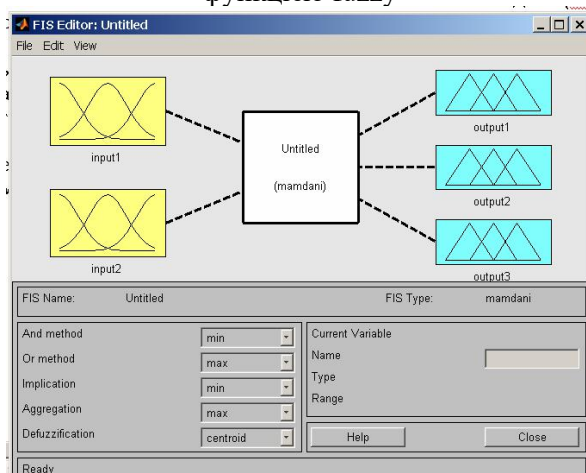 функцією fuzzy
FIS Editor: Untitled
File Edit View
input1
input2
Untitled
(mamdani)
output1
output2
output3
FIS Name: Untitled
FIS Type: mamdani
And method min
Or method max
Implication min
Aggregation max
Defuzzification centroid
Current Variable
Name
Type
Range
Help Close
Ready